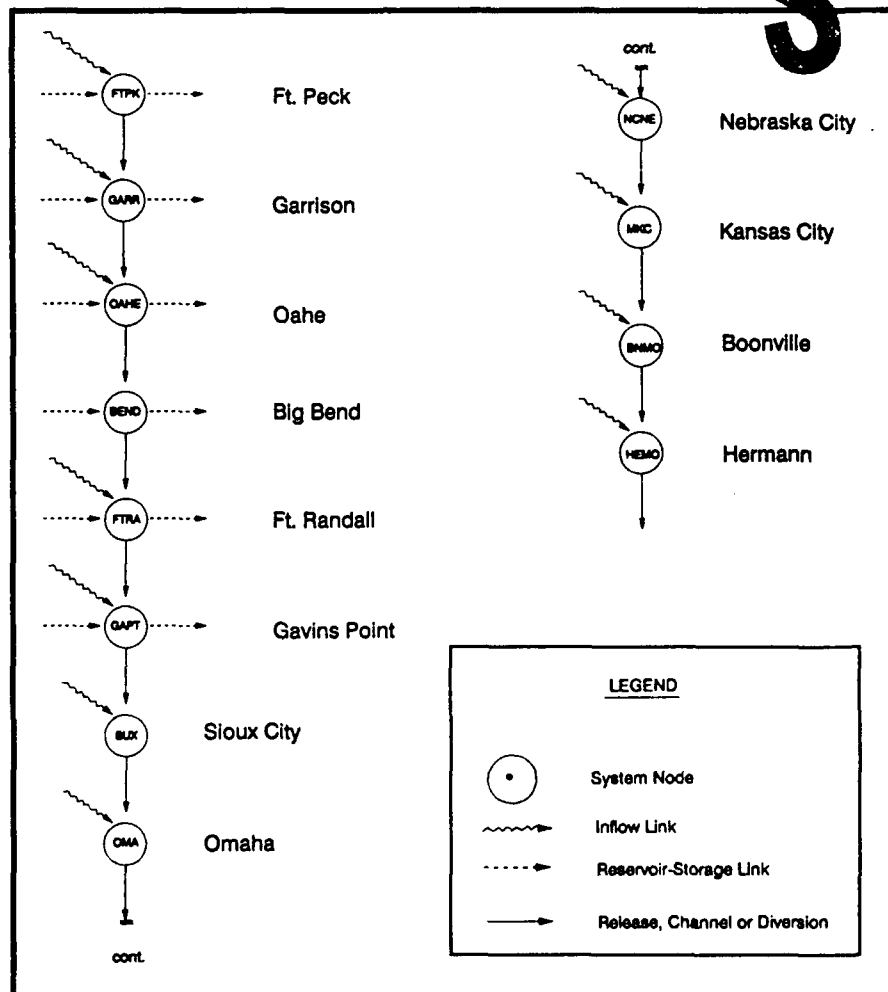 FTPK
Ft. Peck
GARR
Garrison
OAHE
Oahe
BEND
Big Bend
FTRA
Ft. Randall
GAPT
Gavins Point
SUX
Sioux City
OMA
Omaha
cont.
cont.
NCNE
Nebraska City
MKC
Kansas City
BNMO
Boonville
HEMO
Hermann
LEGEND
System Node
Inflow Link
Reservoir-Storage Link
Release, Channel or Diversion